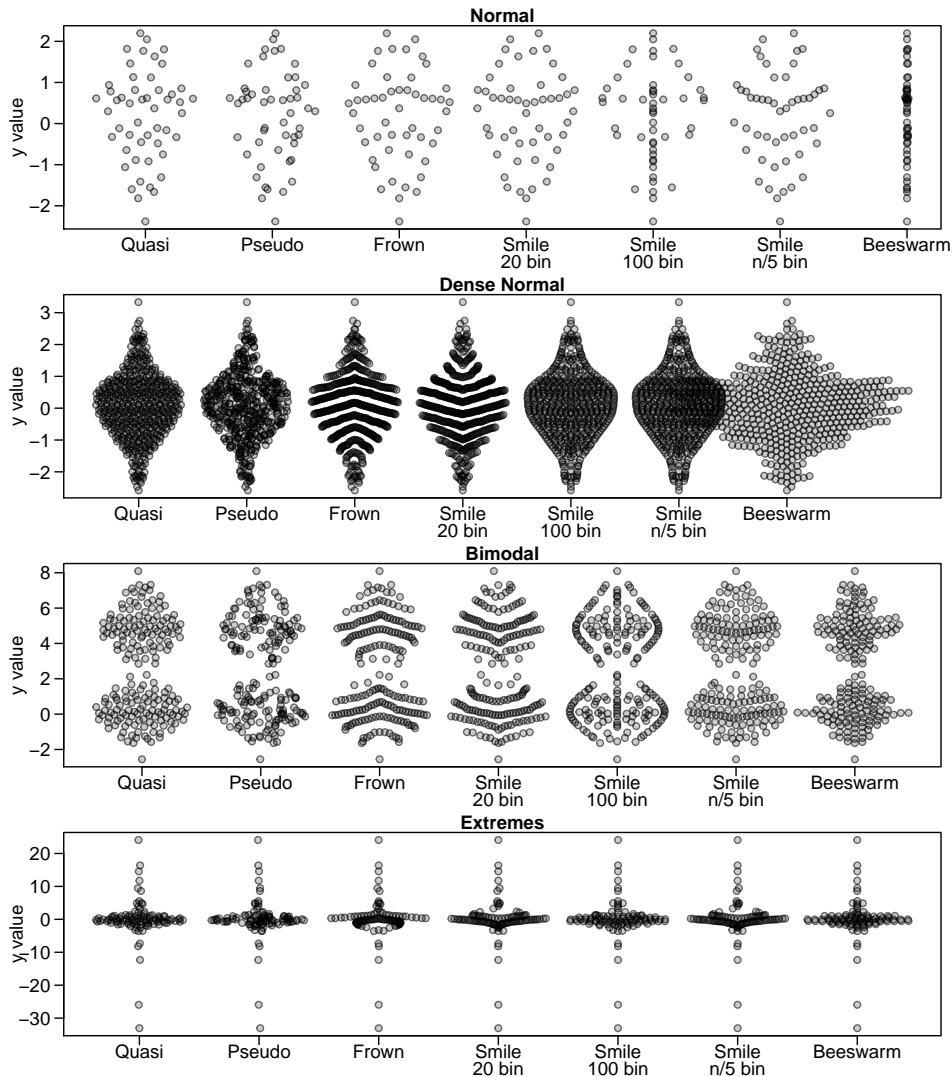 Normal
y value
2
1
0
−1
−2
Quasi Pseudo Frown Smile Smile Smile Beeswarm
20 bin 100 bin n/5 bin
Dense Normal
y value
3
2
1
0
−1
−2
Quasi Pseudo Frown Smile Smile Smile Beeswarm
20 bin 100 bin n/5 bin
Bimodal
y value
8
6
4
2
0
−2
Quasi Pseudo Frown Smile Smile Smile Beeswarm
20 bin 100 bin n/5 bin
Extremes
y value
20
10
0
−10
−20
−30
Quasi Pseudo Frown Smile Smile Smile Beeswarm
20 bin 100 bin n/5 bin